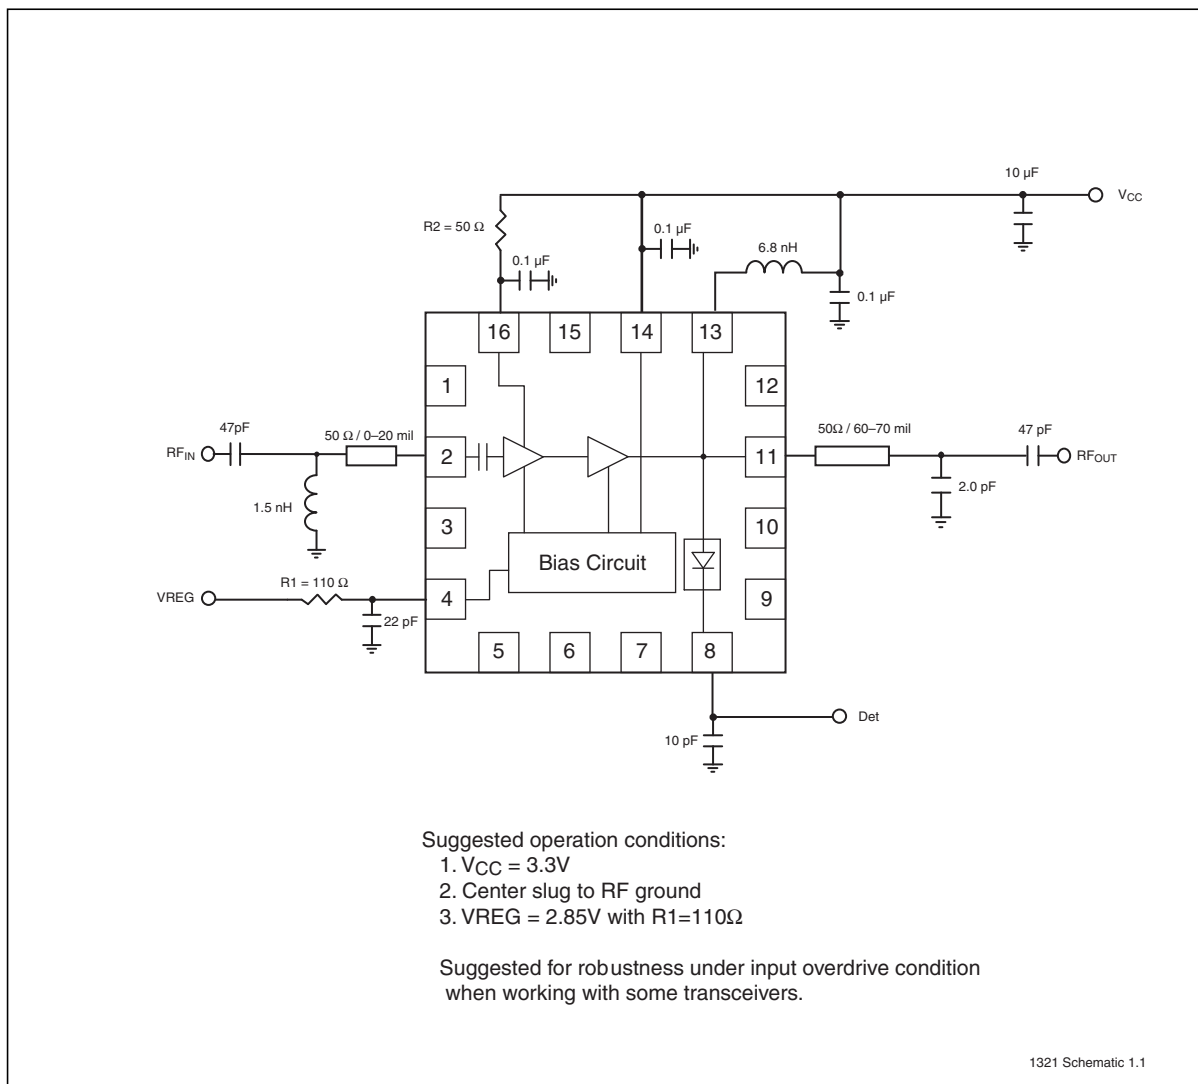 10 µF
VCC
R2 = 50 Ω
0.1 µF
0.1 µF
6.8 nH
0.1 µF
16
15
14
13
1
12
47pF
50 Ω / 0–20 mil
50Ω / 60–70 mil
47 pF
RFIN
2
11
RFOUT
2.0 pF
1.5 nH
3
10
Bias Circuit
R1 = 110 Ω
VREG
4
9
22 pF
5
6
7
8
Det
10 pF
Suggested operation conditions:
1. VCC = 3.3V
2. Center slug to RF ground
3. VREG = 2.85V with R1=110Ω
Suggested for robustness under input overdrive condition
when working with some transceivers.
1321 Schematic 1.1